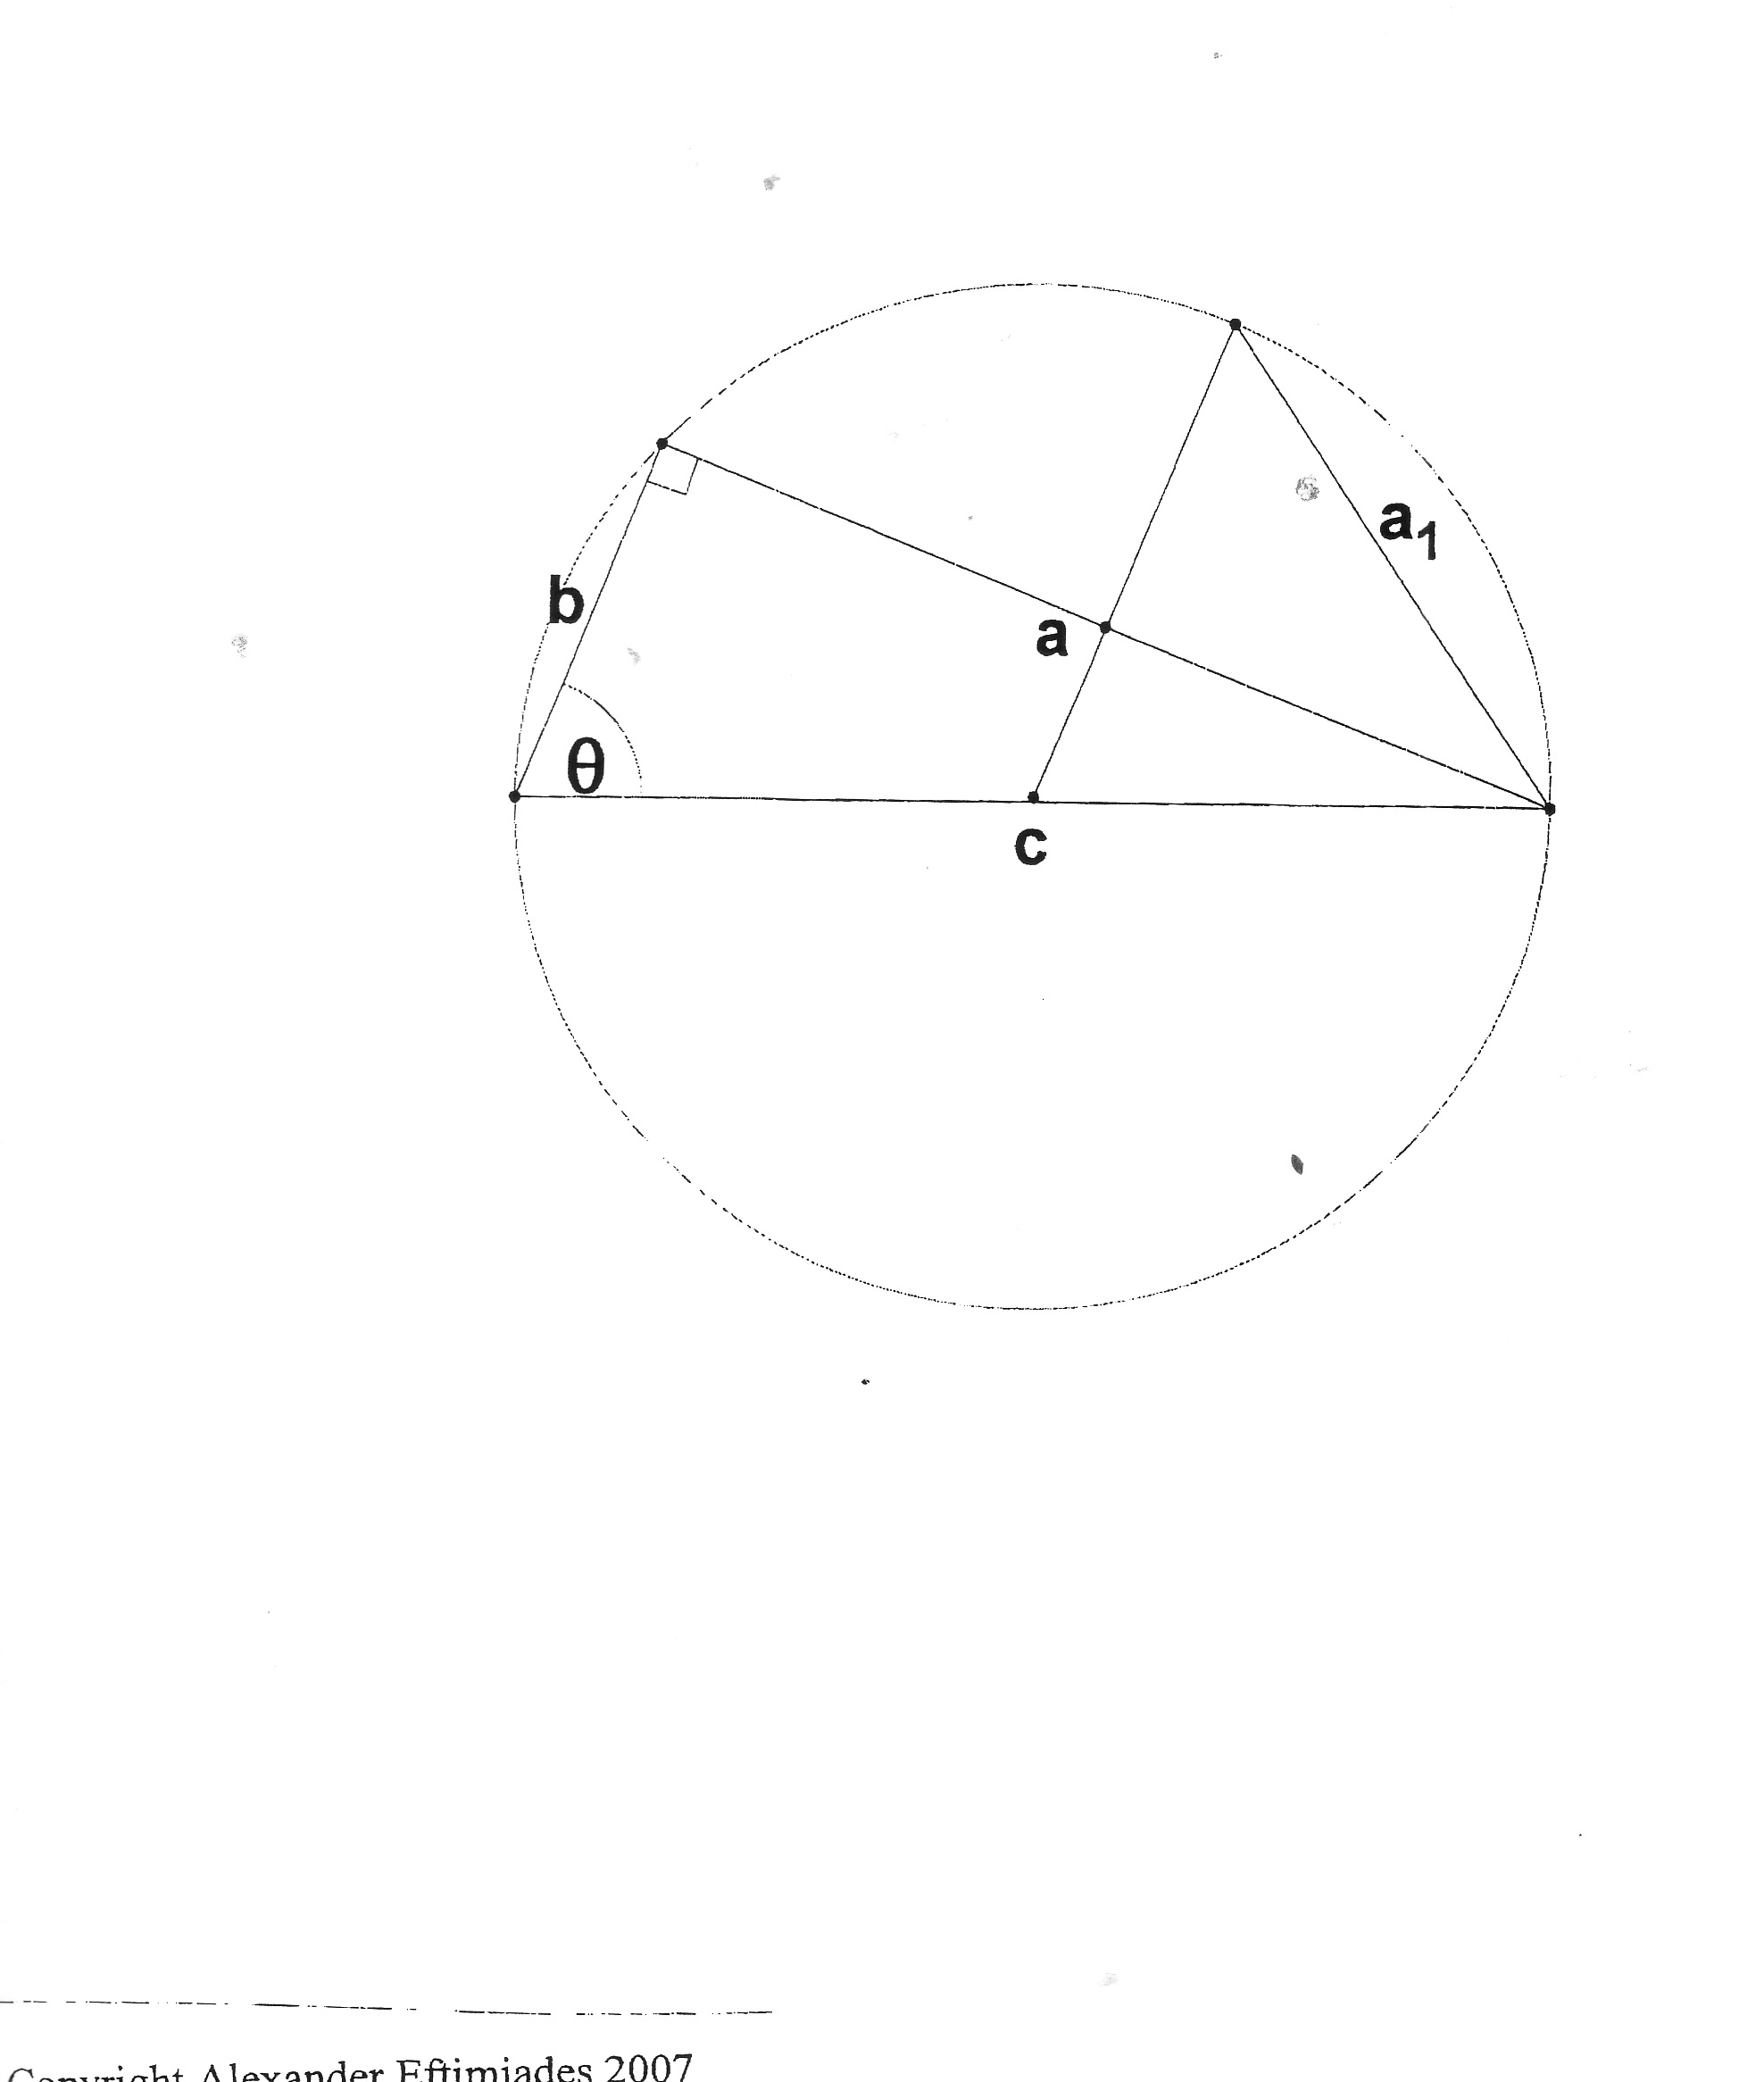 a₁
b
a
θ
c
Copyright Alexander Eftimiades 2007